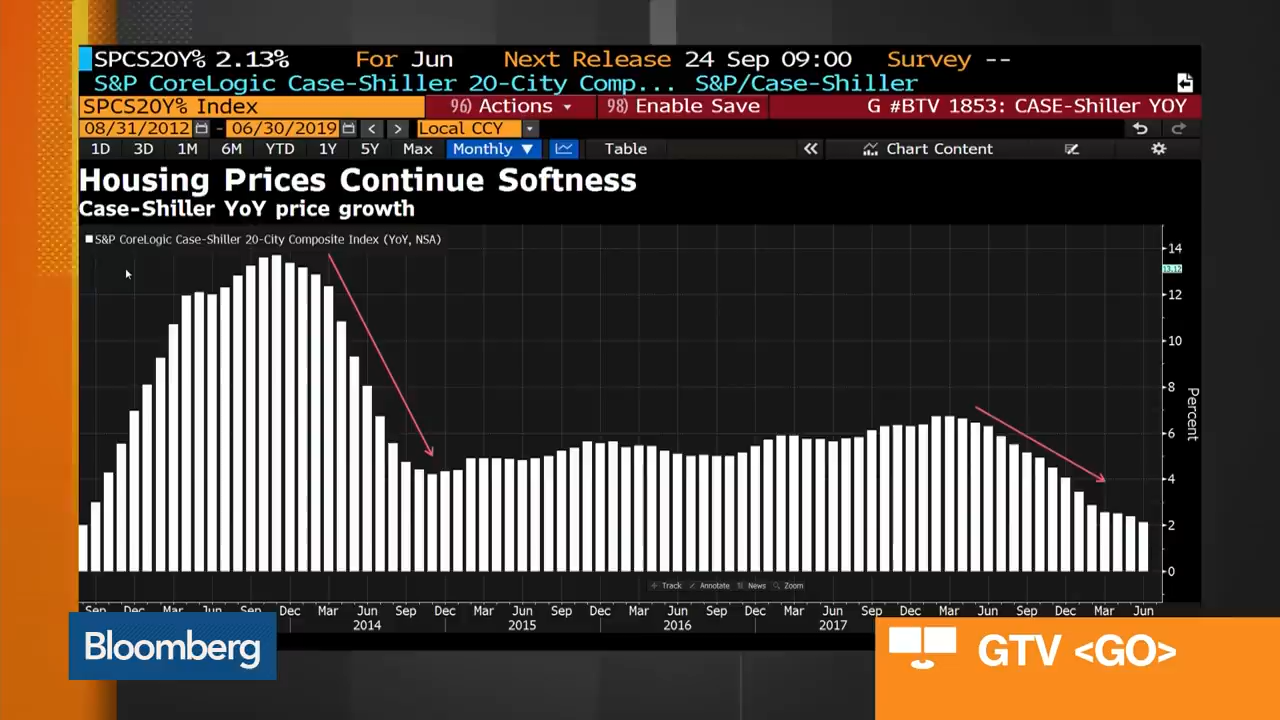 SPCS20Y% 2.13% For Jun Next Release 24 Sep 09:00 Survey --
S&P CoreLogic Case-Shiller 20-City Comp... S&P/Case-Shiller
SPCS20Y% Index 96) Actions 98) Enable Save G #BTV 1853: CASE-Shiller YOY
08/31/2012 - 06/30/2019 < > Local CCY
1D 3D 1M 6M YTD 1Y 5Y Max Monthly ▼ Table « Chart Content
Housing Prices Continue Softness
Case-Shiller YoY price growth
S&P CoreLogic Case-Shiller 20-City Composite Index (YoY, NSA)
14
13.12
12
10
8
Percent
6
4
2
0
Track Annotate News Zoom
Sep Dec Mar Jun Sep Dec Mar Jun Sep Dec Mar Jun Sep Dec Mar Jun Sep Dec Mar Jun Sep Dec Mar Jun Sep Dec Mar Jun
2014 2015 2016 2017
Bloomberg
GTV <GO>